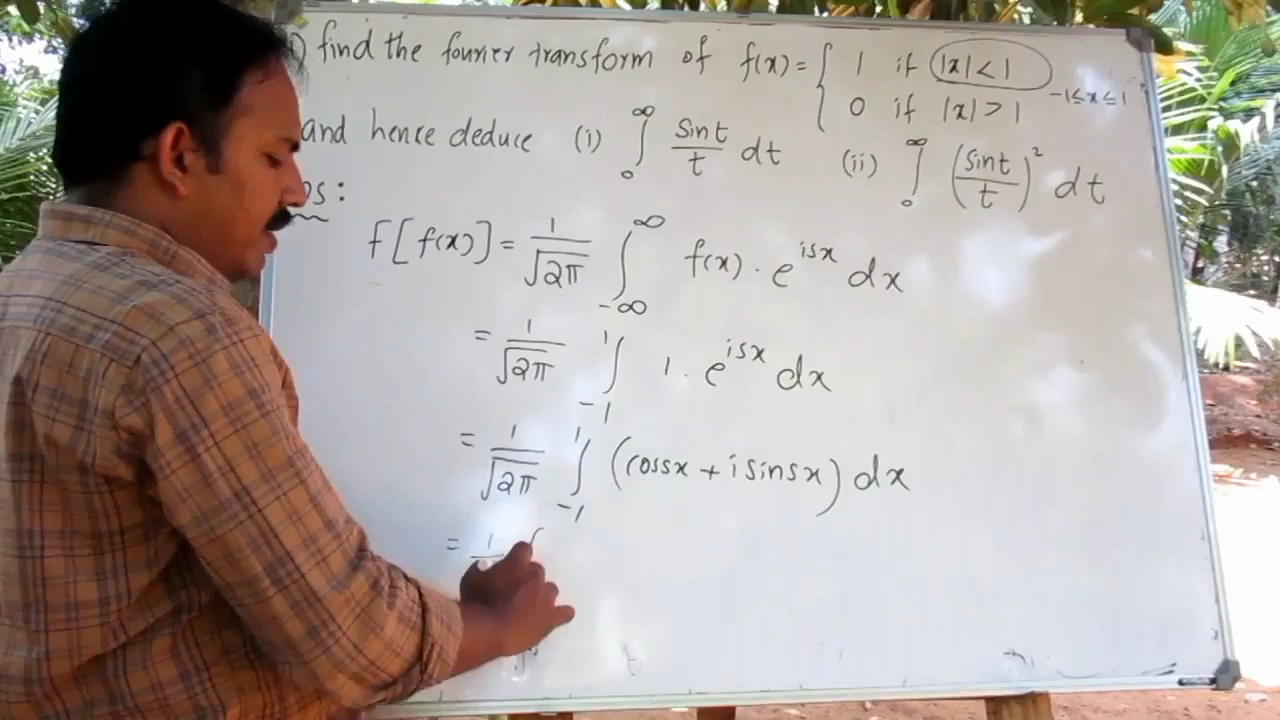 ) find the fourier transform of f(x) = { 1 if |x| < 1
0 if |x| > 1 -1 ≤ x ≤ 1
and hence deduce (i) ∫₀^∞ sint/t dt (ii) ∫₀^∞ (sint/t)² dt
:
F[f(x)] = 1/√2π ∫_{-∞}^{∞} f(x) . e^{isx} dx
= 1/√2π ∫_{-1}^{1} 1 . e^{isx} dx
= 1/√2π ∫_{-1}^{1} (cossx + i sinsx) dx
= 1